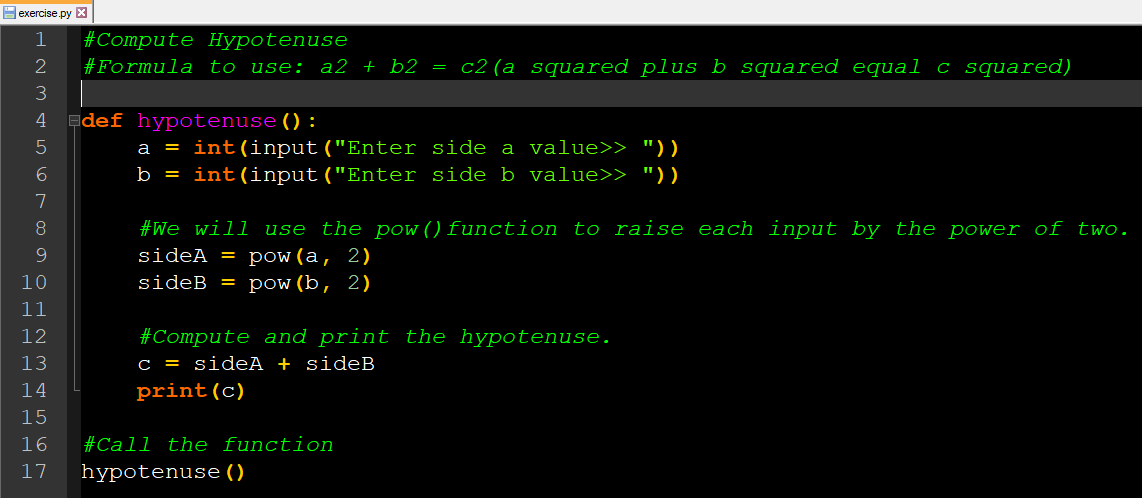 exercise.py
1 #Compute Hypotenuse
2 #Formula to use: a2 + b2 = c2(a squared plus b squared equal c squared)
3
4 def hypotenuse():
5     a = int(input("Enter side a value>> "))
6     b = int(input("Enter side b value>> "))
7
8     #We will use the pow()function to raise each input by the power of two.
9     sideA = pow(a, 2)
10     sideB = pow(b, 2)
11
12     #Compute and print the hypotenuse.
13     c = sideA + sideB
14     print(c)
15
16 #Call the function
17 hypotenuse()